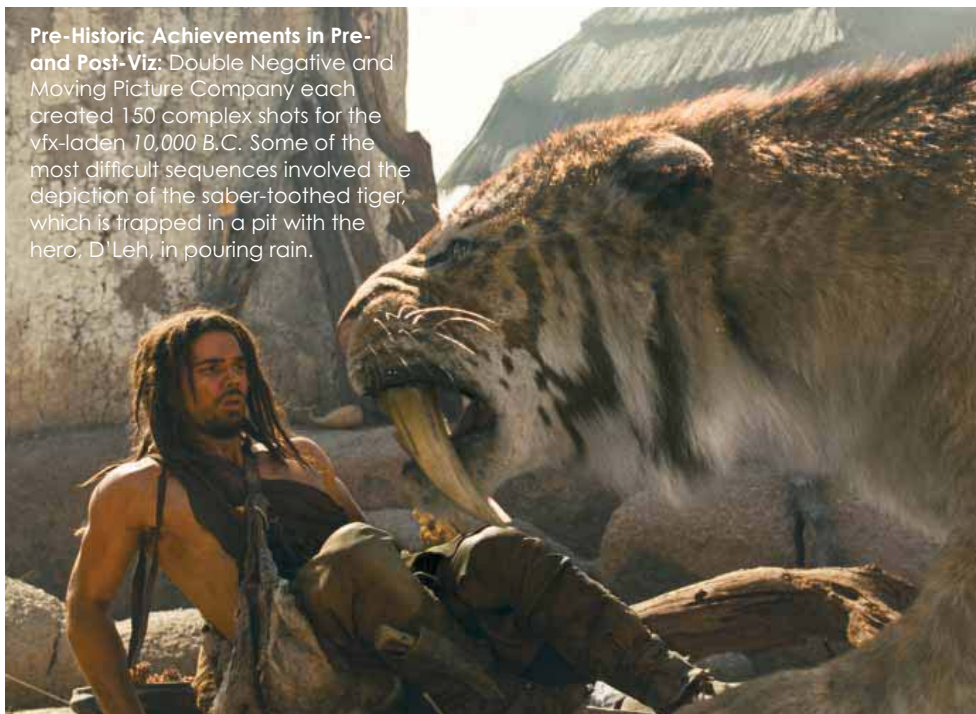 Pre-Historic Achievements in Pre-
and Post-Viz: Double Negative and
Moving Picture Company each
created 150 complex shots for the
vfx-laden 10,000 B.C. Some of the
most difficult sequences involved the
depiction of the saber-toothed tiger,
which is trapped in a pit with the
hero, D'Leh, in pouring rain.